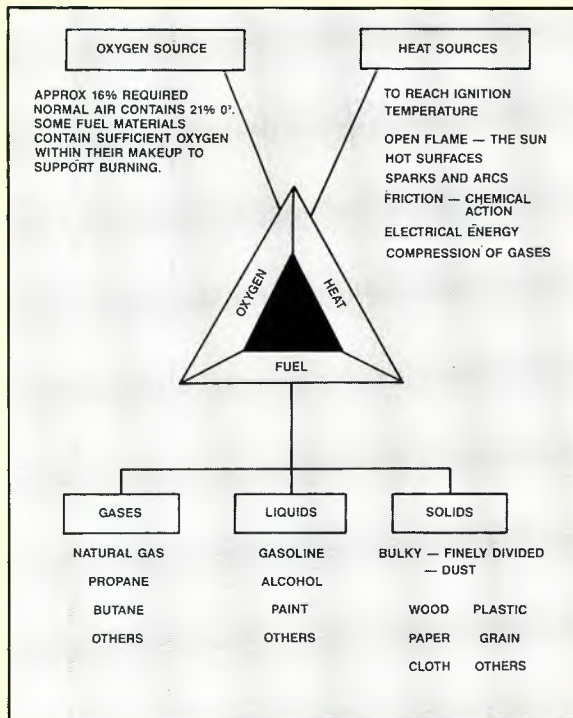 OXYGEN SOURCE
APPROX 16% REQUIRED
NORMAL AIR CONTAINS 21% 0².
SOME FUEL MATERIALS
CONTAIN SUFFICIENT OXYGEN
WITHIN THEIR MAKEUP TO
SUPPORT BURNING.
HEAT SOURCES
TO REACH IGNITION
TEMPERATURE
OPEN FLAME — THE SUN
HOT SURFACES
SPARKS AND ARCS
FRICTION — CHEMICAL
ACTION
ELECTRICAL ENERGY
COMPRESSION OF GASES
OXYGEN
HEAT
FUEL
GASES
NATURAL GAS
PROPANE
BUTANE
OTHERS
LIQUIDS
GASOLINE
ALCOHOL
PAINT
OTHERS
SOLIDS
BULKY — FINELY DIVIDED
— DUST
WOOD PLASTIC
PAPER GRAIN
CLOTH OTHERS